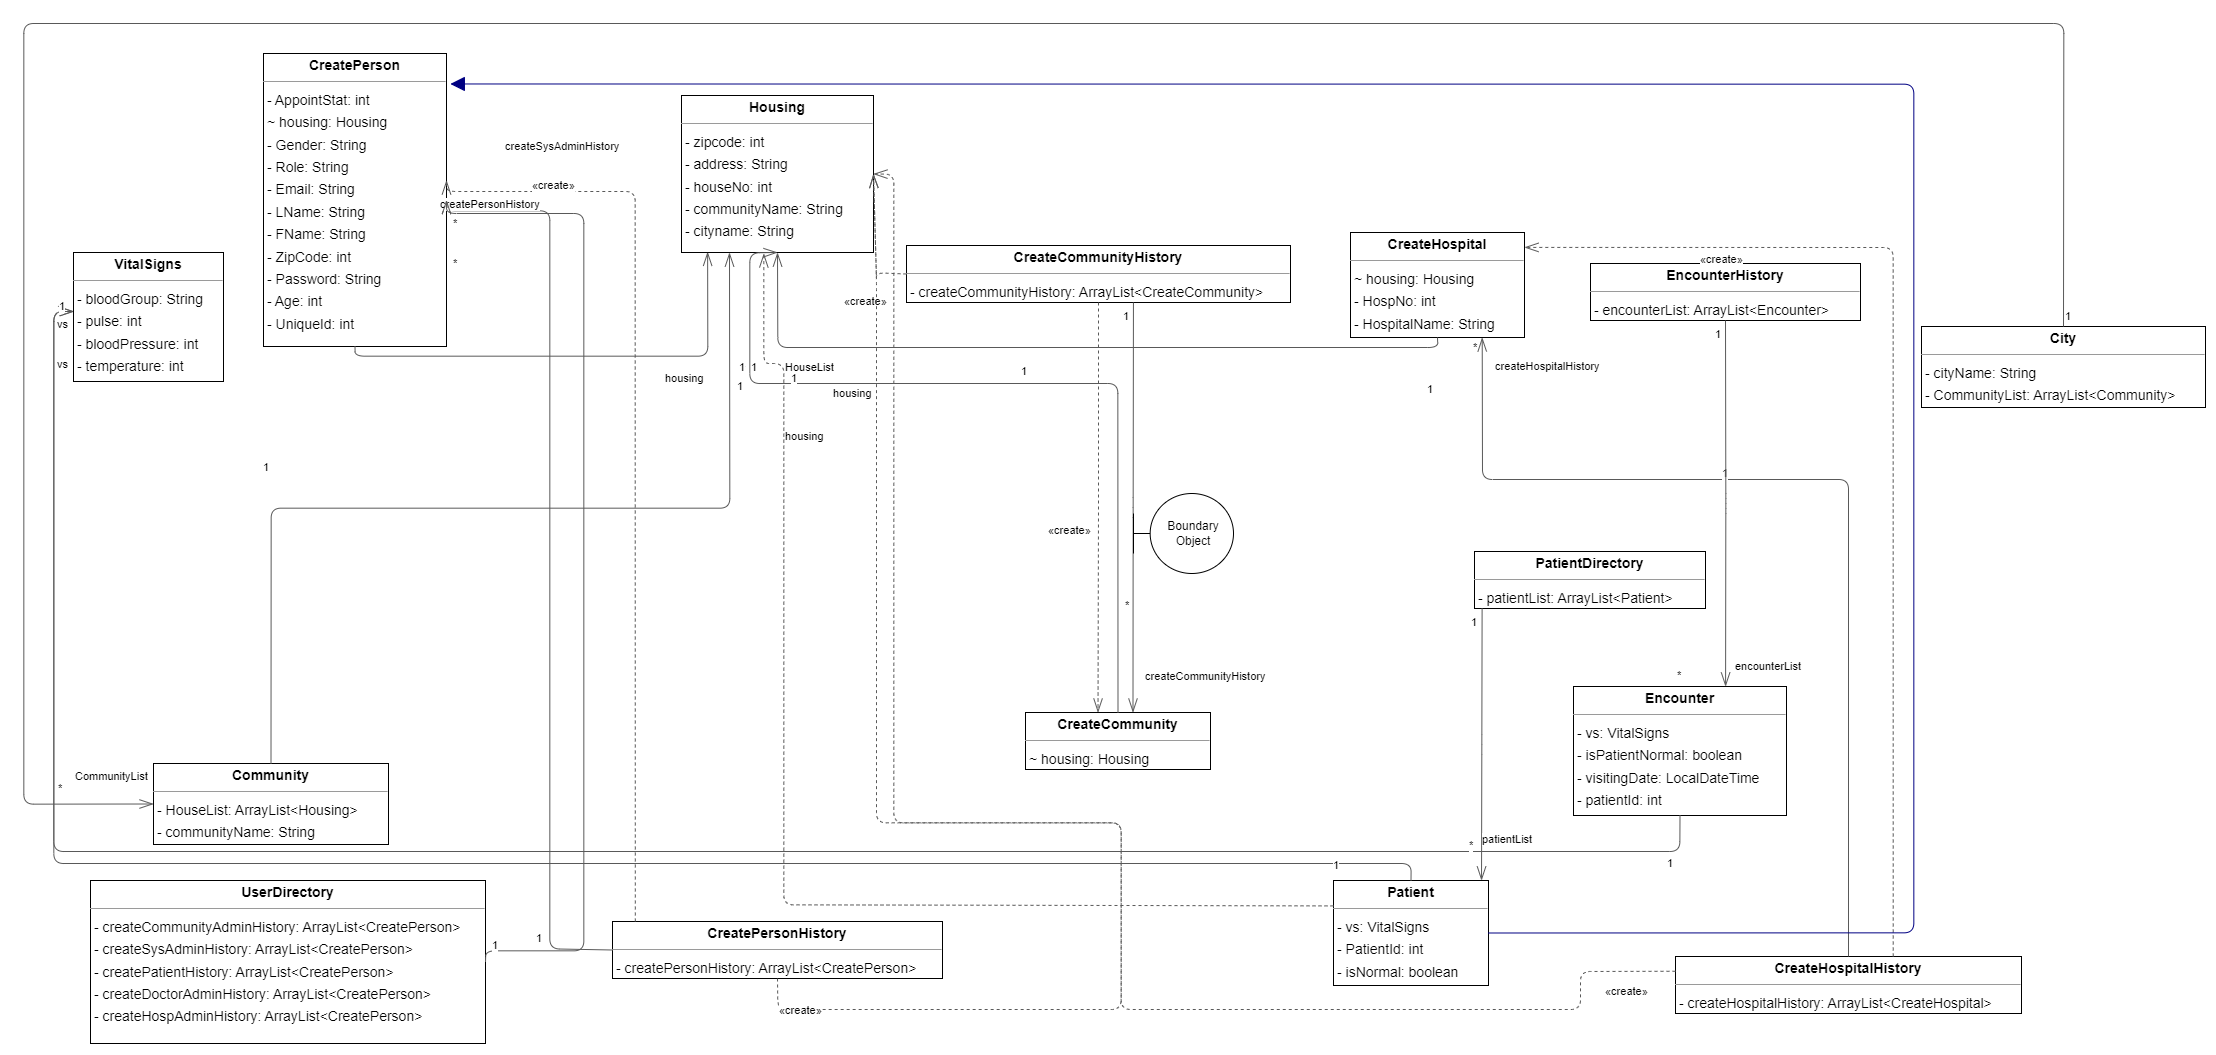 CreatePerson
- AppointStat: int
~ housing: Housing
- Gender: String
- Role: String
- Email: String
- LName: String
- FName: String
- ZipCode: int
- Password: String
- Age: int
- UniqueId: int
createSysAdminHistory
«create»
createPersonHistory
*
*
Housing
- zipcode: int
- address: String
- houseNo: int
- communityName: String
- cityname: String
VitalSigns
- bloodGroup: String
- pulse: int
- bloodPressure: int
- temperature: int
1
vs
vs
CreateCommunityHistory
- createCommunityHistory: ArrayList<CreateCommunity>
«create»
1
CreateHospital
~ housing: Housing
- HospNo: int
- HospitalName: String
«create»
EncounterHistory
- encounterList: ArrayList<Encounter>
1
1
City
- cityName: String
- CommunityList: ArrayList<Community>
*
createHospitalHistory
1
housing
1
1
HouseList
1
1
housing
1
housing
1
1
Boundary
Object
«create»
*
createCommunityHistory
PatientDirectory
- patientList: ArrayList<Patient>
1
*
encounterList
Encounter
- vs: VitalSigns
- isPatientNormal: boolean
- visitingDate: LocalDateTime
- patientId: int
CreateCommunity
~ housing: Housing
CommunityList
*
Community
- HouseList: ArrayList<Housing>
- communityName: String
*
patientList
1
1
UserDirectory
- createCommunityAdminHistory: ArrayList<CreatePerson>
- createSysAdminHistory: ArrayList<CreatePerson>
- createPatientHistory: ArrayList<CreatePerson>
- createDoctorAdminHistory: ArrayList<CreatePerson>
- createHospAdminHistory: ArrayList<CreatePerson>
1
1
CreatePersonHistory
- createPersonHistory: ArrayList<CreatePerson>
«create»
Patient
- vs: VitalSigns
- PatientId: int
- isNormal: boolean
«create»
CreateHospitalHistory
- createHospitalHistory: ArrayList<CreateHospital>